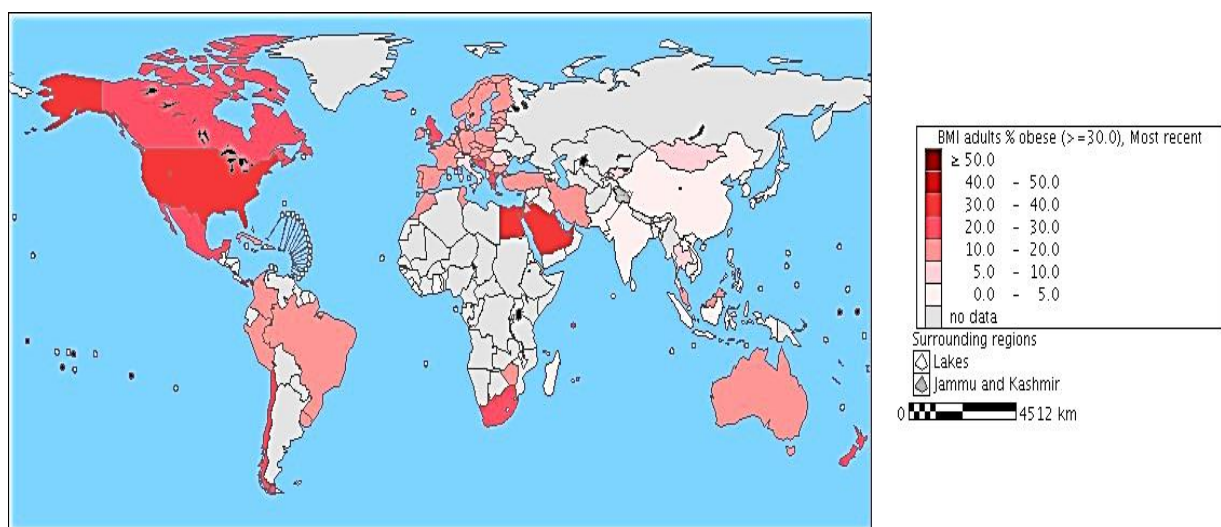 BMI adults % obese (>=30.0), Most recent
≥ 50.0
40.0 - 50.0
30.0 - 40.0
20.0 - 30.0
10.0 - 20.0
5.0 - 10.0
0.0 - 5.0
no data
Surrounding regions
Lakes
Jammu and Kashmir
0 4512 km